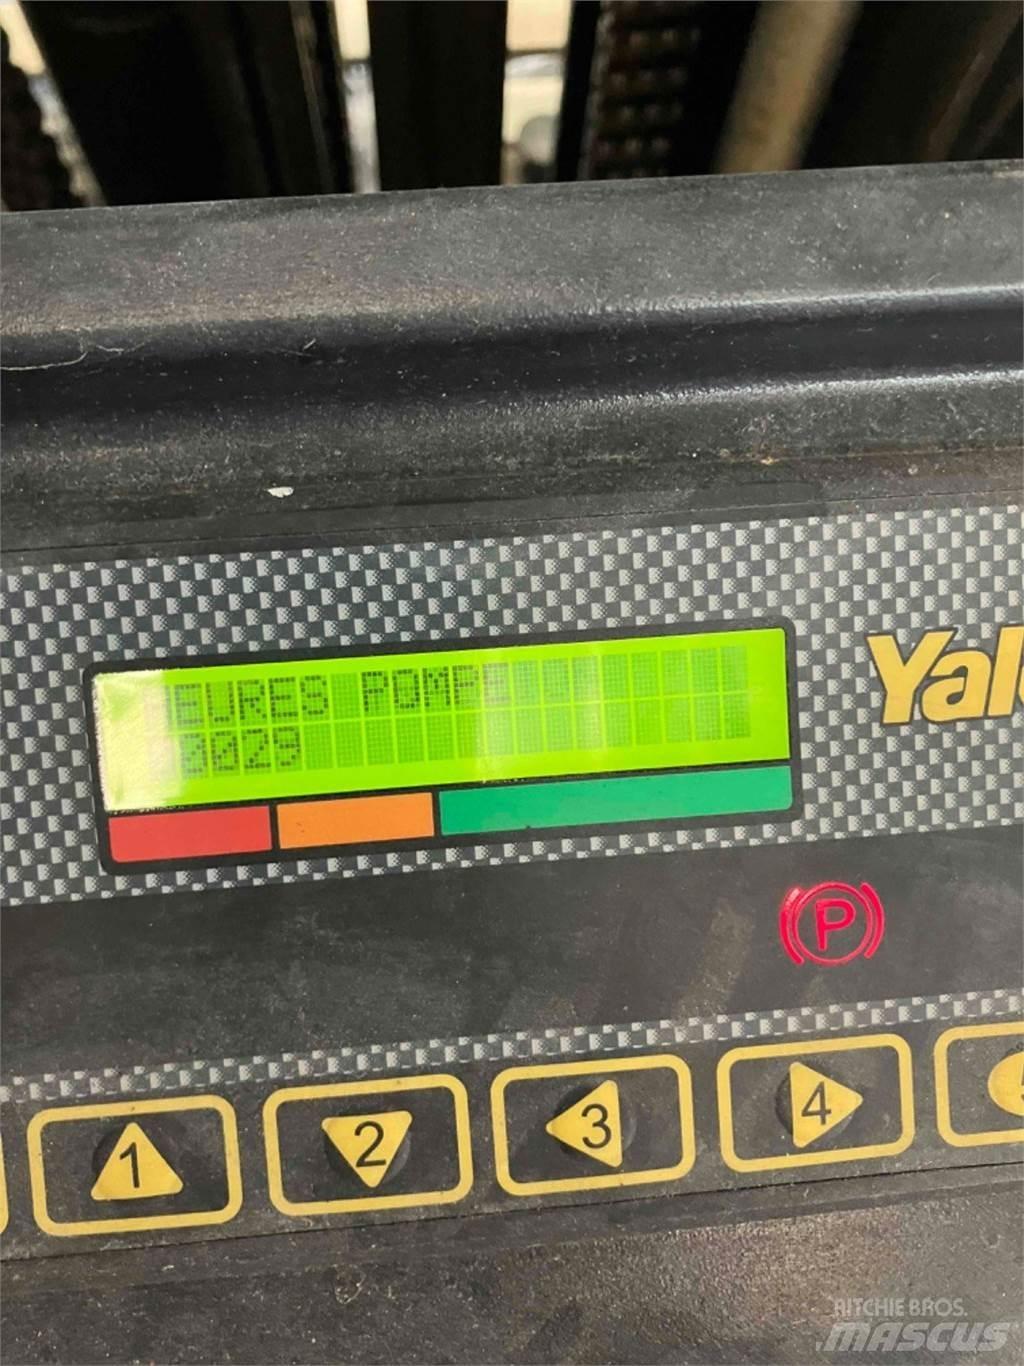 EURES POMPE
0029
Yal
P
1
2
3
4
RITCHIE BROS.
MASCUS